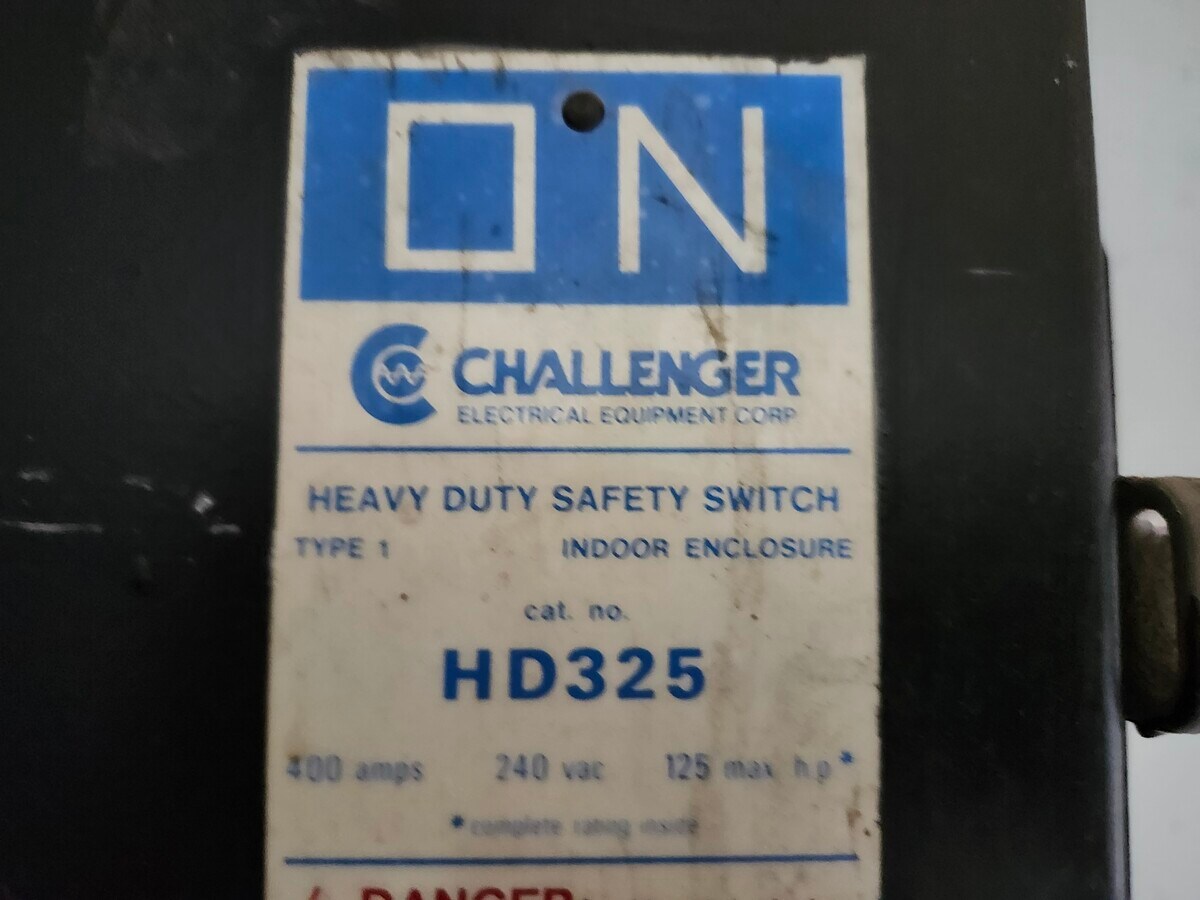 ON
CHALLENGER
ELECTRICAL EQUIPMENT CORP
HEAVY DUTY SAFETY SWITCH
TYPE 1 INDOOR ENCLOSURE
cat. no.
HD325
400 amps 240 vac 125 max h.p*
*complete rating inside
DANGER